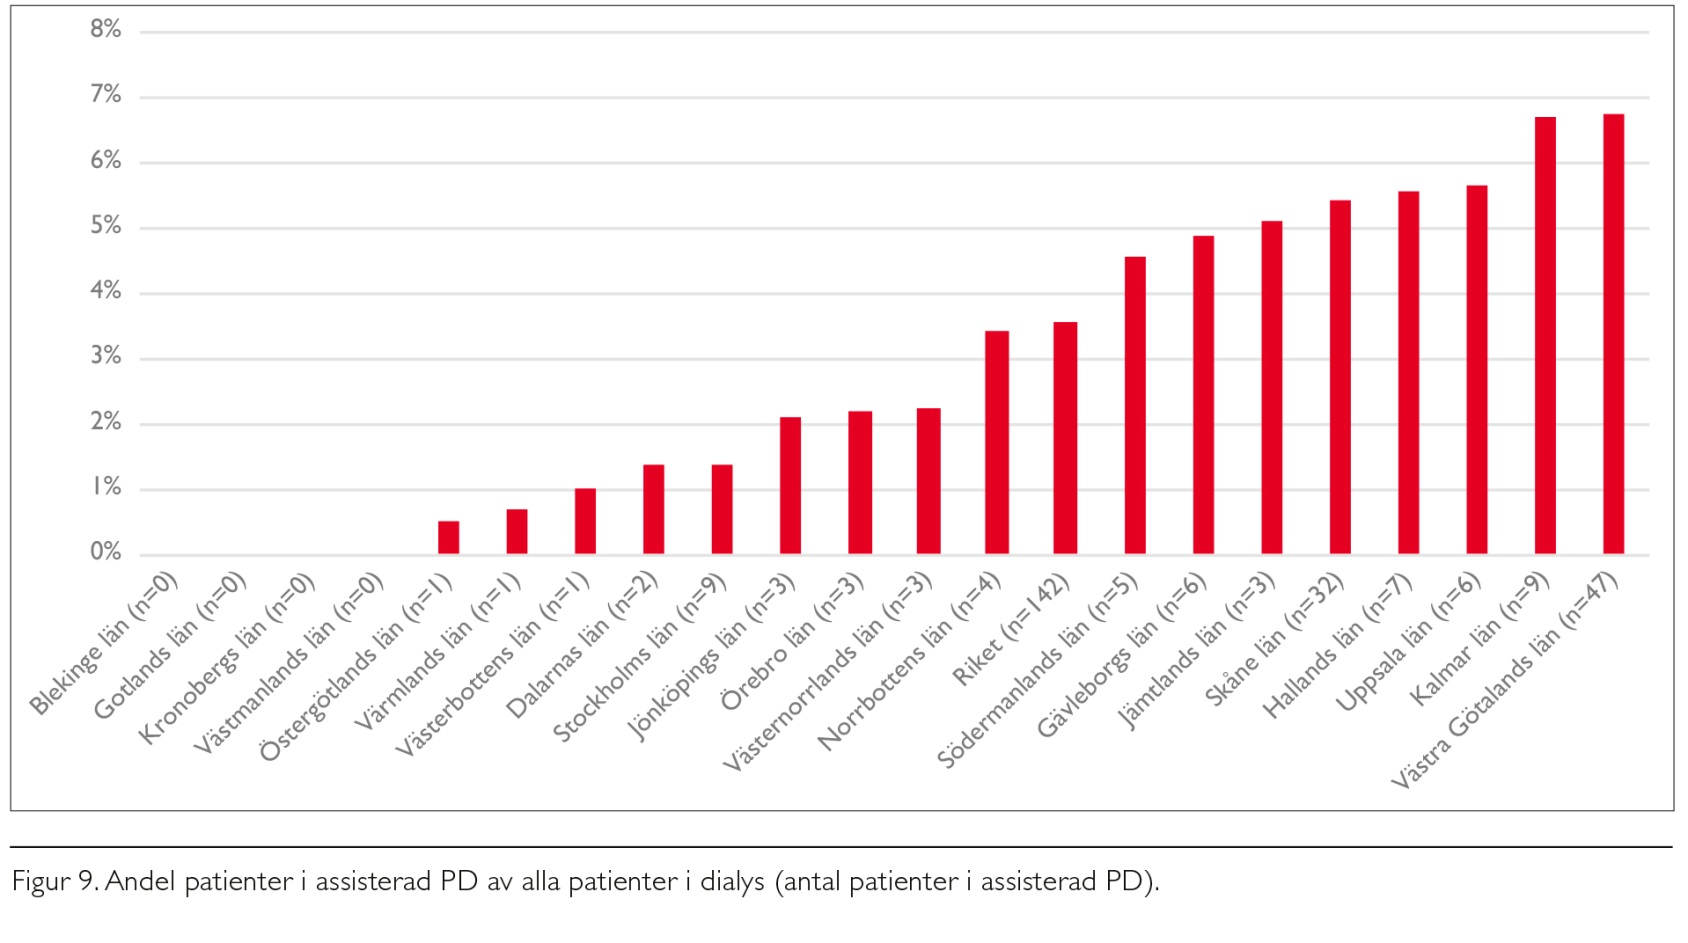 8%
7%
6%
5%
4%
3%
2%
1%
0%
Blekinge län (n=0)
Gotlands län (n=0)
Kronobergs län (n=0)
Västmanlands län (n=0)
Östergötlands län (n=1)
Värmlands län (n=1)
Västerbottens län (n=1)
Dalarnas län (n=2)
Stockholms län (n=9)
Jönköpings län (n=3)
Örebro län (n=3)
Västernorrlands län (n=3)
Norrbottens län (n=4)
Riket (n=142)
Södermanlands län (n=5)
Gävleborgs län (n=6)
Jämtlands län (n=3)
Skåne län (n=32)
Hallands län (n=7)
Uppsala län (n=6)
Kalmar län (n=9)
Västra Götalands län (n=47)
Figur 9. Andel patienter i assisterad PD av alla patienter i dialys (antal patienter i assisterad PD).